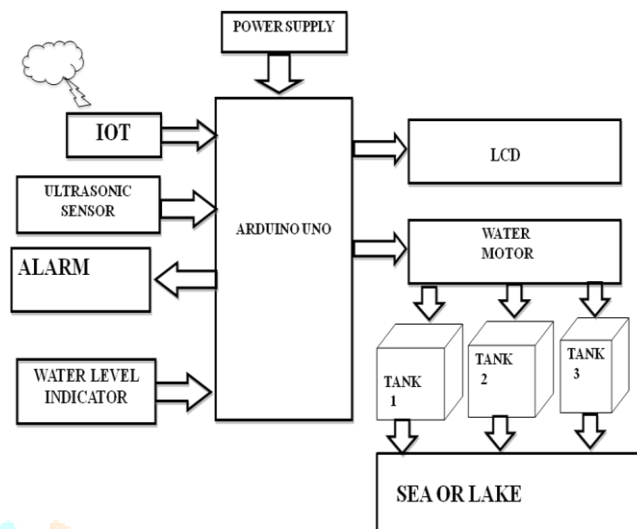 POWER SUPPLY
IOT
ULTRASONIC
SENSOR
ALARM
WATER LEVEL
INDICATOR
ARDUINO UNO
LCD
WATER
MOTOR
TANK
1
TANK
2
TANK
3
SEA OR LAKE